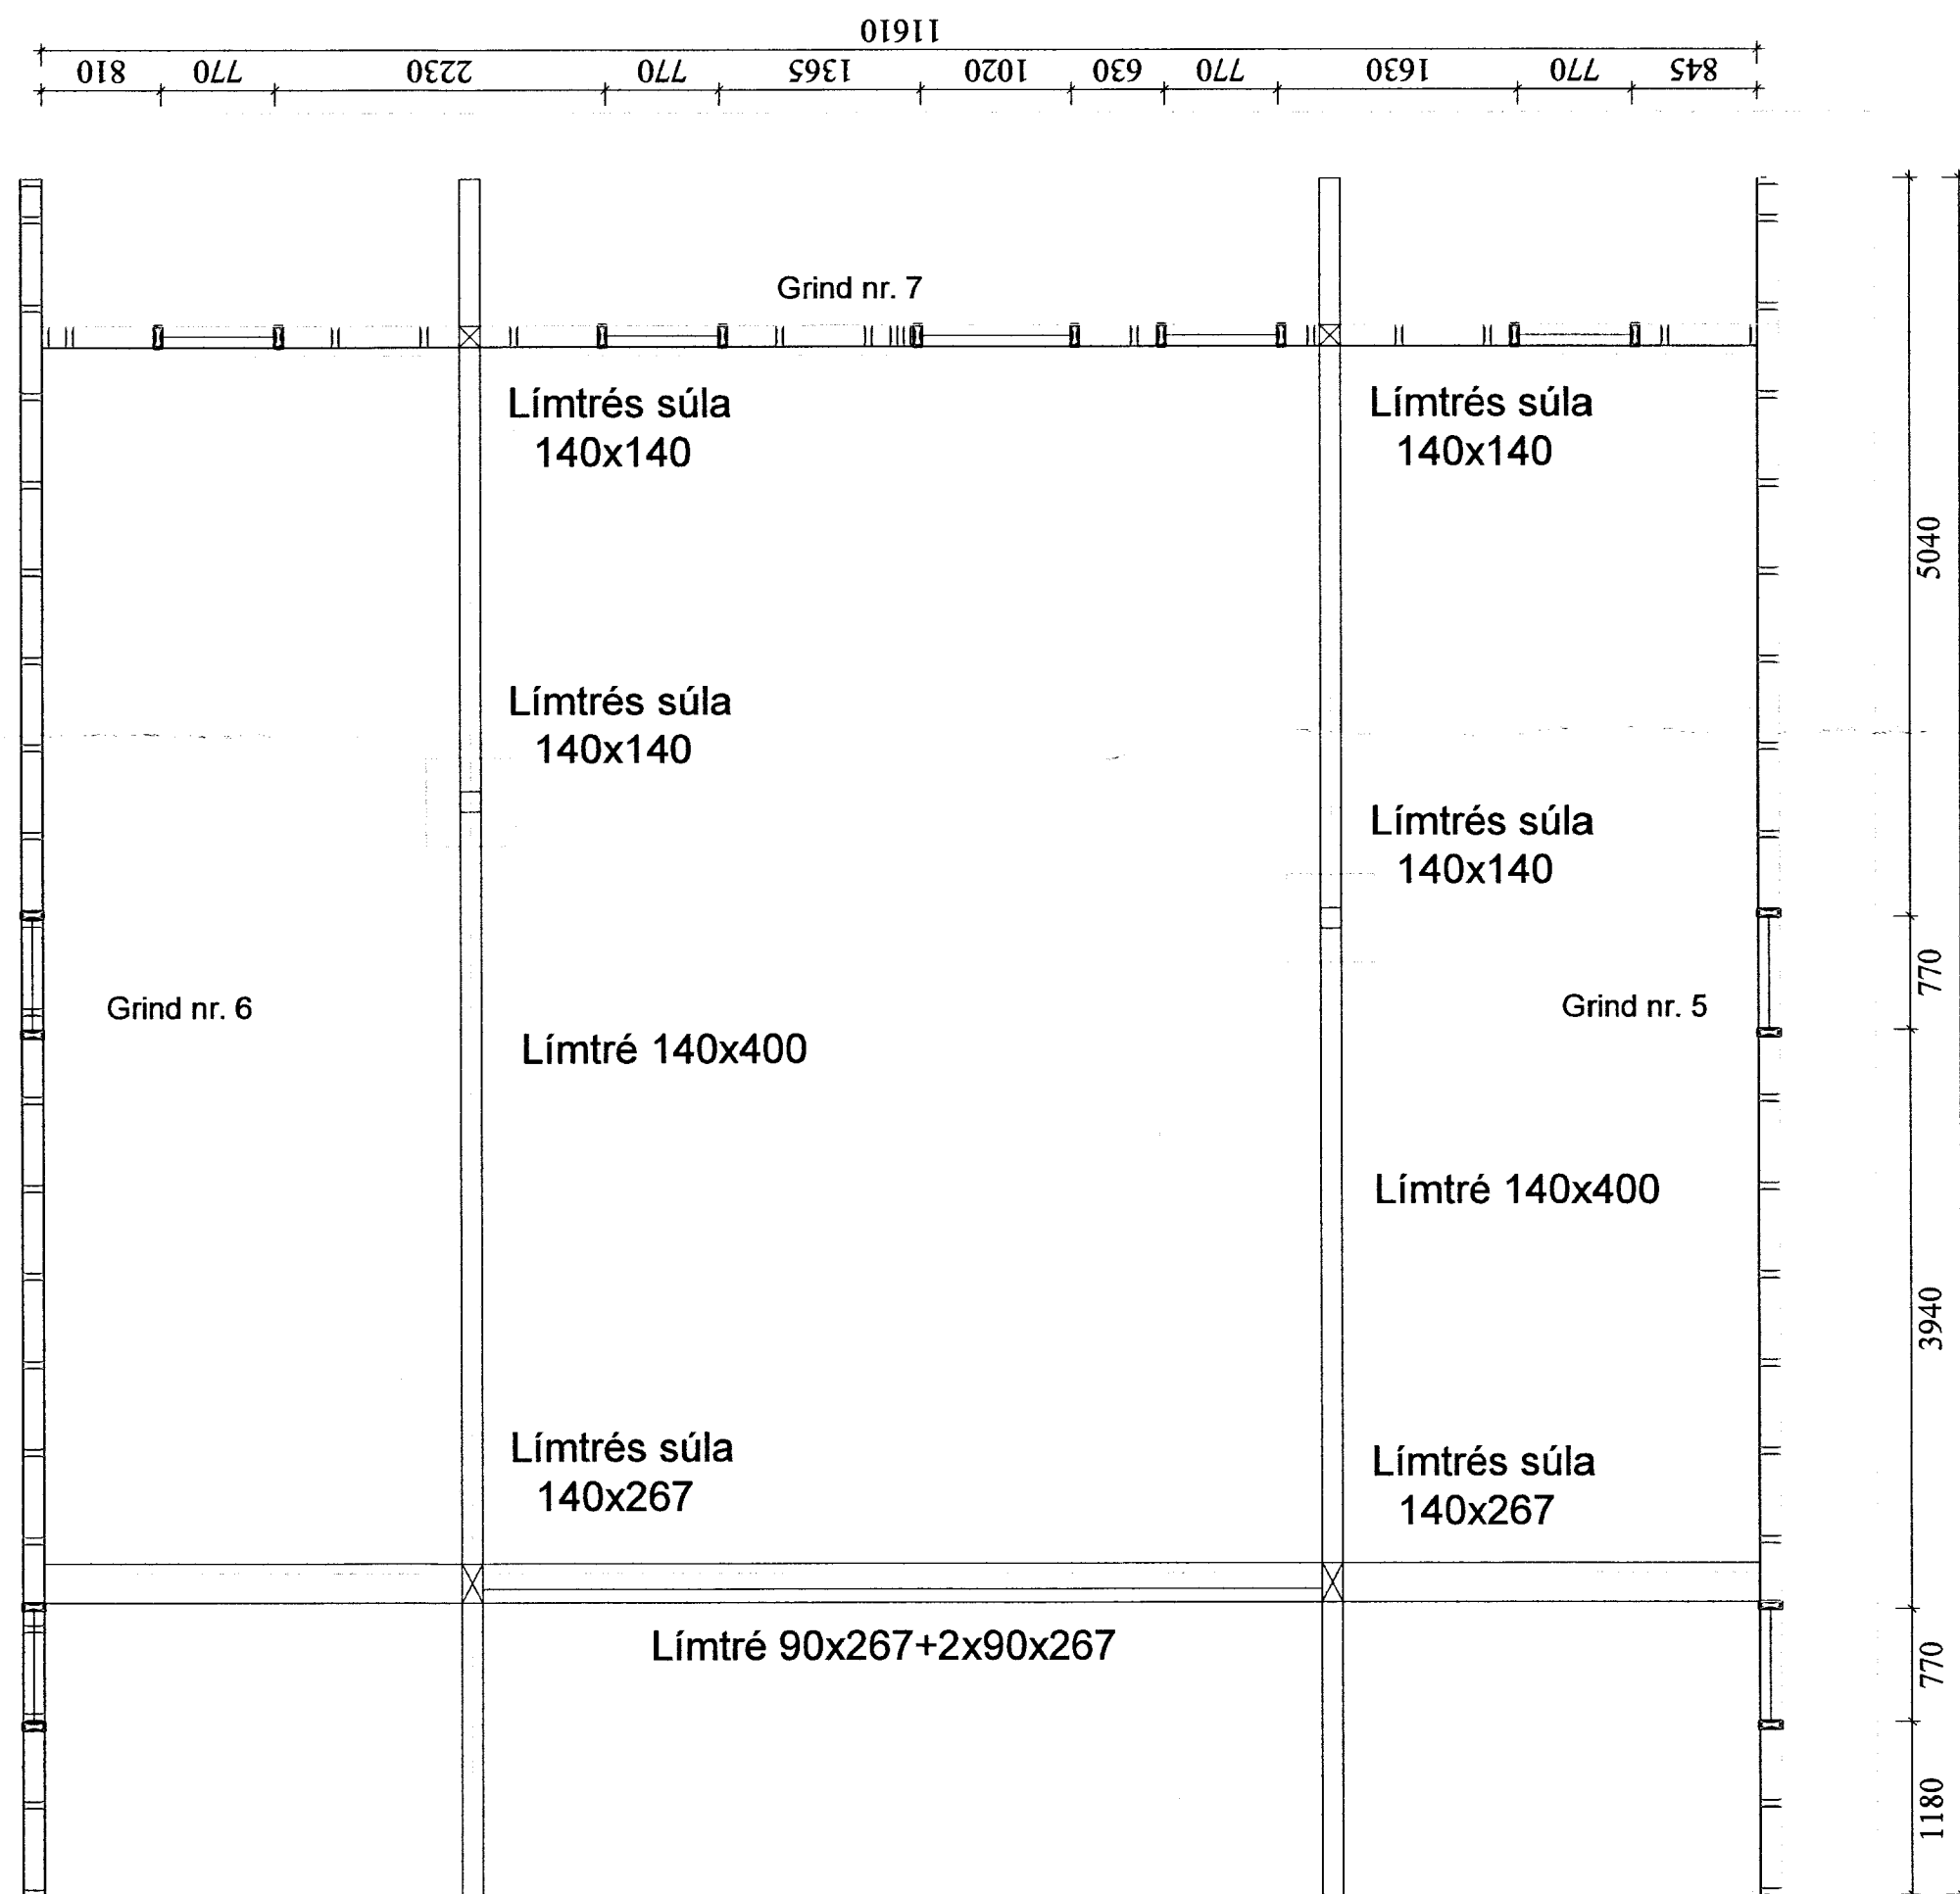 11610
810 770 2230 770 1365 1020 630 770 1630 770 845
Grind nr. 7
Límtrés súla
140x140
Límtrés súla
140x140
5040
Límtrés súla
140x140
Límtrés súla
140x140
770
Grind nr. 6
Grind nr. 5
Límtré 140x400
Límtré 140x400
3940
Límtrés súla
140x267
Límtrés súla
140x267
Límtré 90x267+2x90x267
770
1180